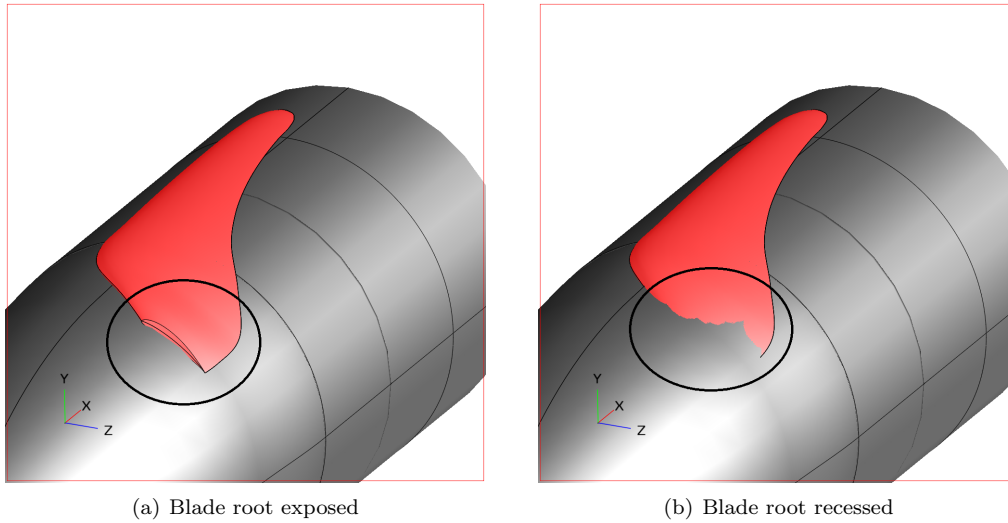 Y
X
Z
(a) Blade root exposed
Y
X
Z
(b) Blade root recessed